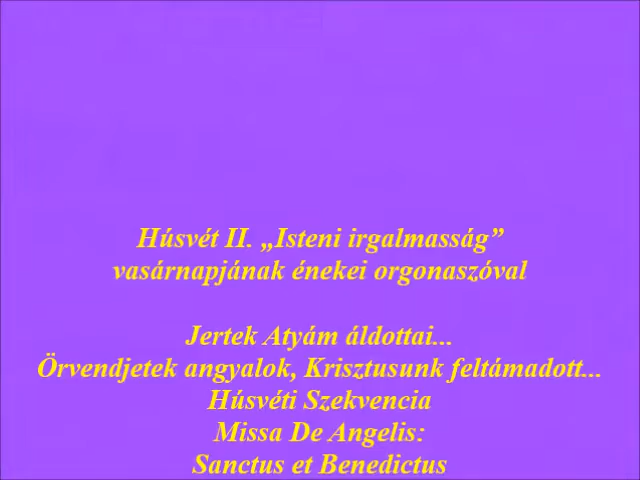 Húsvét II. „Isteni irgalmasság”
vasárnapjának énekei orgonaszóval
Jertek Atyám áldottai...
Örvendjetek angyalok, Krisztusunk feltámadott...
Húsvéti Szekvencia
Missa De Angelis:
Sanctus et Benedictus